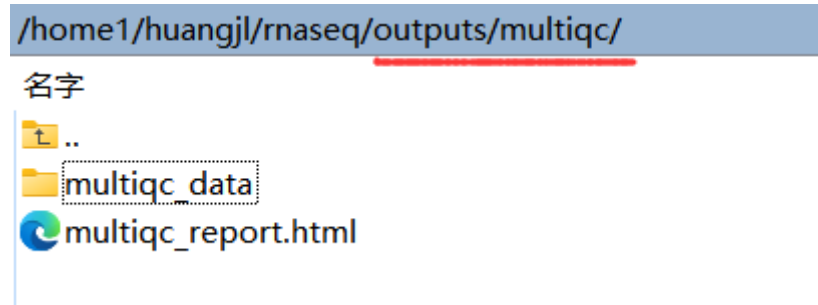 /home1/huangjl/rnaseq/outputs/multiqc/
名字
..
multiqc_data
multiqc_report.html